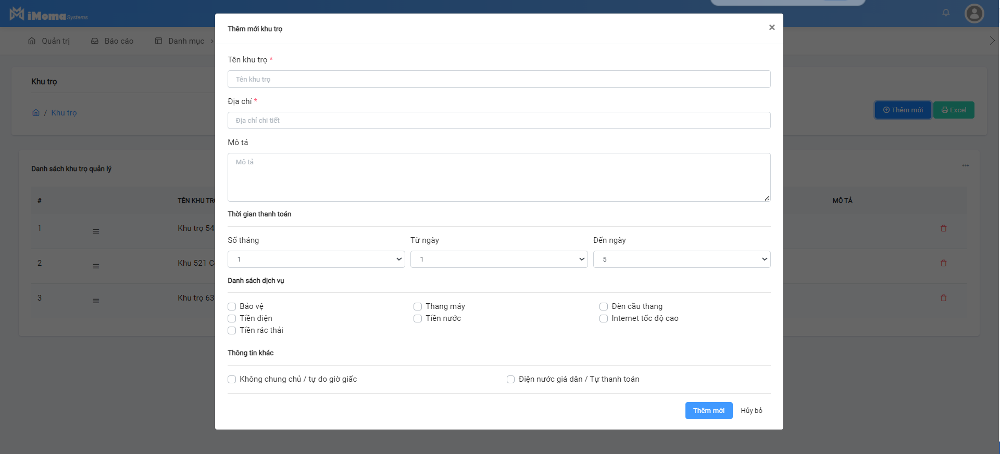 iMoma Systems
Quản trị Báo cáo Danh mục
Khu trọ
/ Khu trọ
Thêm mới Excel
Danh sách khu trọ quản lý
# TÊN KHU TRỌ MÔ TẢ
1 Khu trọ 54
2 Khu 521
3 Khu trọ 63
Thêm mới khu trọ
Tên khu trọ *
Tên khu trọ
Địa chỉ *
Địa chỉ chi tiết
Mô tả
Mô tả
Thời gian thanh toán
Số tháng Từ ngày Đến ngày
1 1 5
Danh sách dịch vụ
Bảo vệ Thang máy Đèn cầu thang
Tiền điện Tiền nước Internet tốc độ cao
Tiền rác thải
Thông tin khác
Không chung chủ / tự do giờ giấc Điện nước giá dân / Tự thanh toán
Thêm mới Hủy bỏ